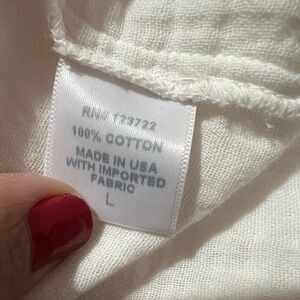 RN# 123722
100% COTTON
MADE IN USA
WITH IMPORTED
FABRIC
L